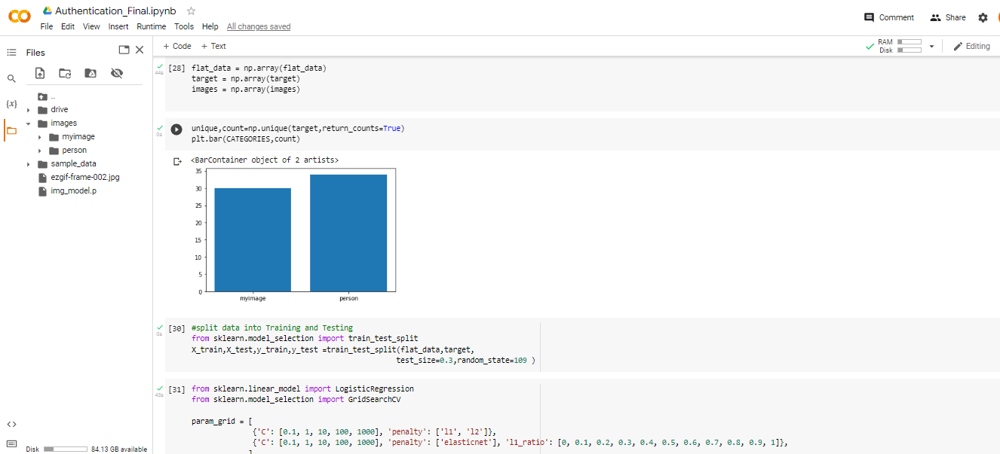 Authentication_Final.ipynb
File Edit View Insert Runtime Tools Help All changes saved
Comment Share
Files
+ Code + Text
RAM
Disk
Editing
..
drive
images
myimage
person
sample_data
ezgif-frame-002.jpg
img_model.p
{x}
<>
Disk 84.13 GB available
44s
[28] flat_data = np.array(flat_data)
target = np.array(target)
images = np.array(images)
0s
unique,count=np.unique(target,return_counts=True)
plt.bar(CATEGORIES,count)
<BarContainer object of 2 artists>
35
30
25
20
15
10
5
0
myimage person
0s
[30] #split data into Training and Testing
from sklearn.model_selection import train_test_split
X_train,X_test,y_train,y_test =train_test_split(flat_data,target,
test_size=0.3,random_state=109 )
43s
[31] from sklearn.linear_model import LogisticRegression
from sklearn.model_selection import GridSearchCV
param_grid = [
{'C': [0.1, 1, 10, 100, 1000], 'penalty': ['l1', 'l2']},
{'C': [0.1, 1, 10, 100, 1000], 'penalty': ['elasticnet'], 'l1_ratio': [0, 0.1, 0.2, 0.3, 0.4, 0.5, 0.6, 0.7, 0.8, 0.9, 1]},